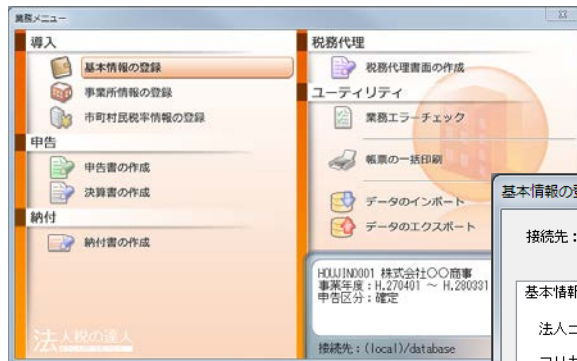 業務メニュー
導入
基本情報の登録
事業所情報の登録
市町村民税率情報の登録
申告
申告書の作成
決算書の作成
納付
納付書の作成
法人税の達人
税務代理
税務代理書面の作成
ユーティリティ
業務エラーチェック
帳票の一括印刷
データのインポート
データのエクスポート
HOUJIN0001 株式会社○○商事
事業年度:H.270401 ~ H.280331
申告区分:確定
接続先:(local)/database
基本情報の
接続先:
基本情報
法人コ